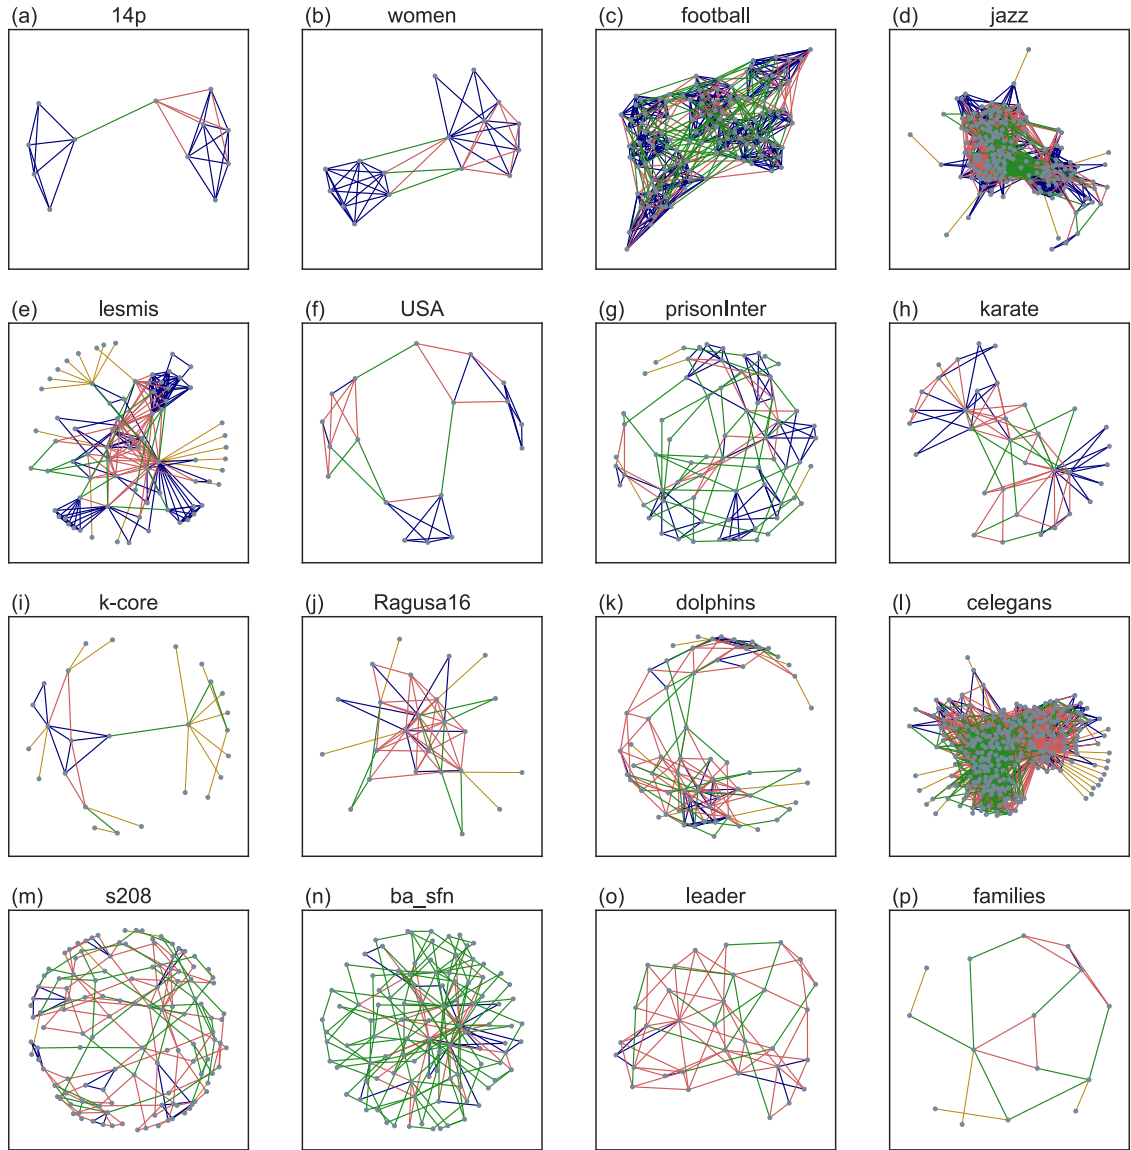 (a) 14p (b) women (c) football (d) jazz
(e) lesmis (f) USA (g) prisonInter (h) karate
(i) k-core (j) Ragusa16 (k) dolphins (l) celegans
(m) s208 (n) ba_sfn (o) leader (p) families